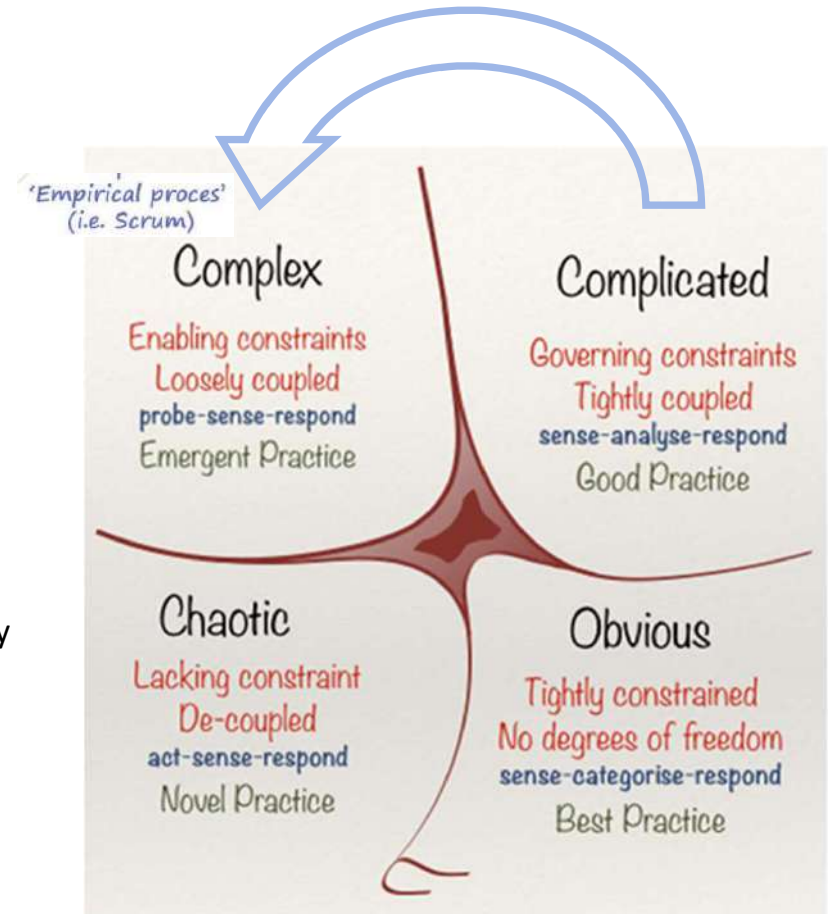 'Empirical proces'
(i.e. Scrum)
Complex
Enabling constraints
Loosely coupled
probe-sense-respond
Emergent Practice
Complicated
Governing constraints
Tightly coupled
sense-analyse-respond
Good Practice
y
Chaotic
Lacking constraint
De-coupled
act-sense-respond
Novel Practice
Obvious
Tightly constrained
No degrees of freedom
sense-categorise-respond
Best Practice